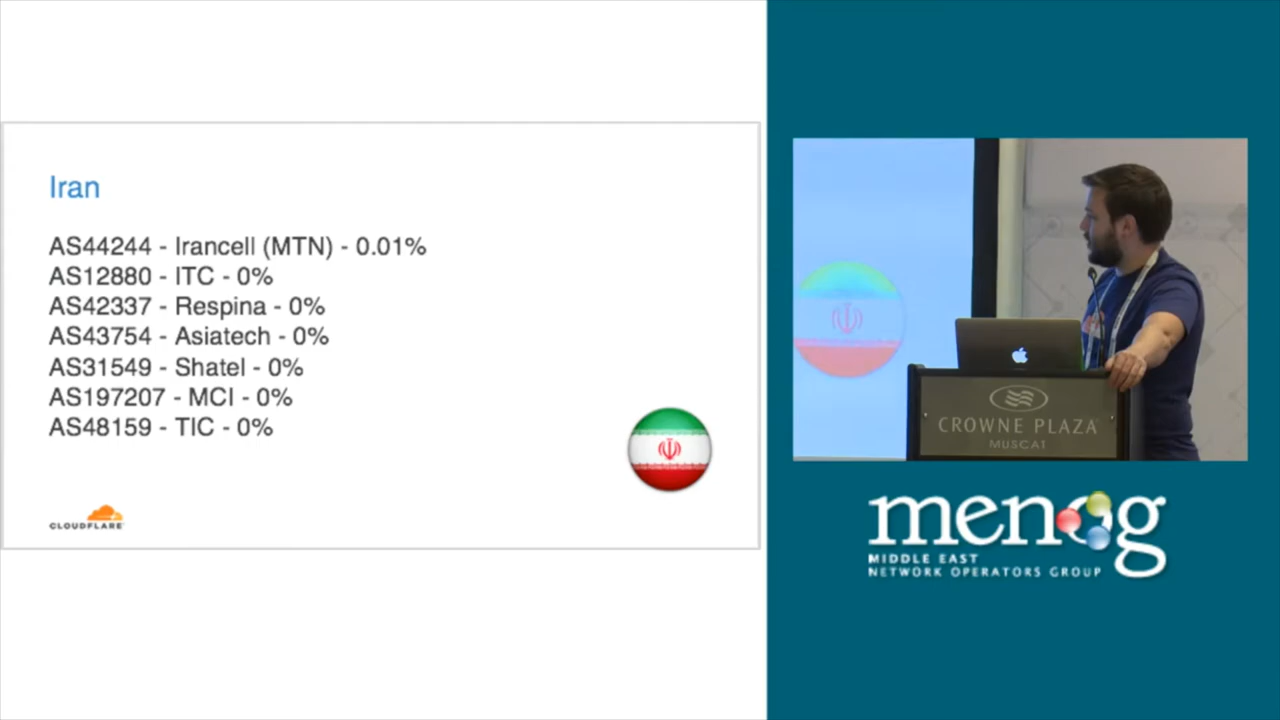 Iran
AS44244 - Irancell (MTN) - 0.01%
AS12880 - ITC - 0%
AS42337 - Respina - 0%
AS43754 - Asiatech - 0%
AS31549 - Shatel - 0%
AS197207 - MCI - 0%
AS48159 - TIC - 0%
CLOUDFLARE
CROWNE PLAZA
MUSCAT
menog
MIDDLE EAST
NETWORK OPERATORS GROUP